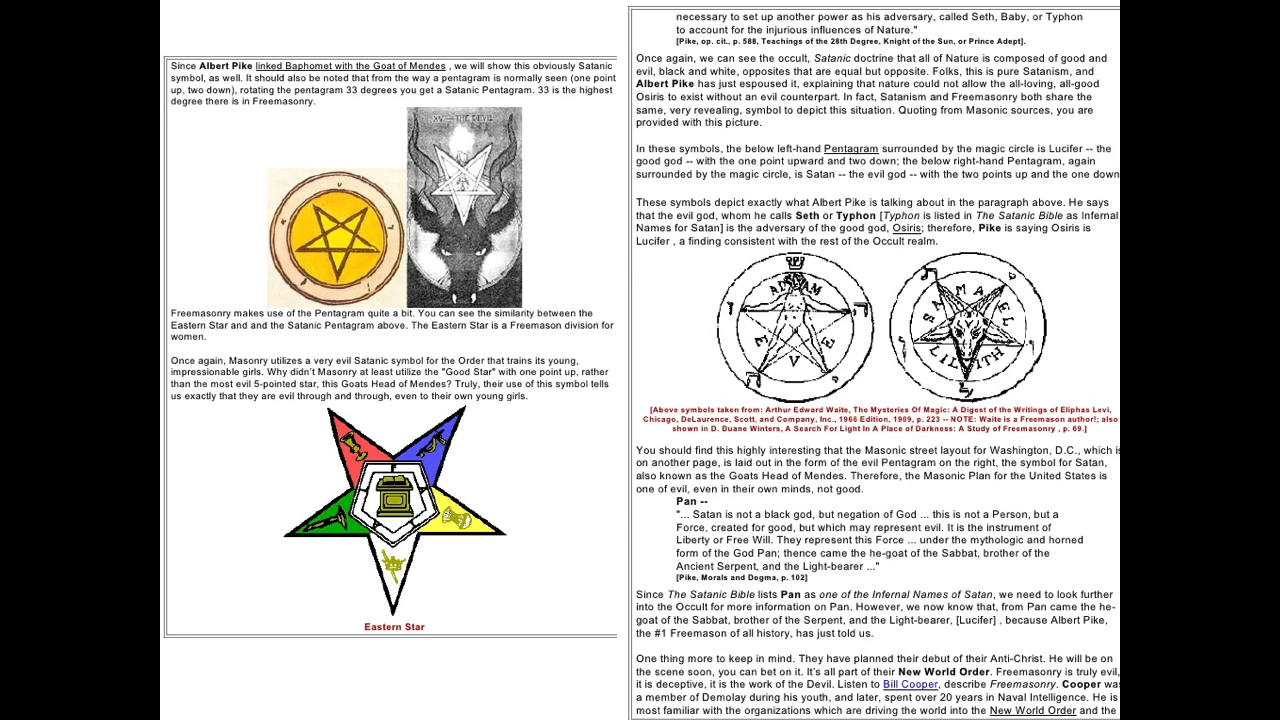 Since Albert Pike linked Baphomet with the Goat of Mendes , we will show this obviously Satanic
symbol, as well. It should also be noted that from the way a pentagram is normally seen (one point
up, two down), rotating the pentagram 33 degrees you get a Satanic Pentagram. 33 is the highest
degree there is in Freemasonry.
XV — THE DEVIL
Freemasonry makes use of the Pentagram quite a bit. You can see the similarity between the
Eastern Star and and the Satanic Pentagram above. The Eastern Star is a Freemason division for
women.
Once again, Masonry utilizes a very evil Satanic symbol for the Order that trains its young,
impressionable girls. Why didn't Masonry at least utilize the "Good Star" with one point up, rather
than the most evil 5-pointed star, this Goats Head of Mendes? Truly, their use of this symbol tells
us exactly that they are evil through and through, even to their own young girls.
Eastern Star
necessary to set up another power as his adversary, called Seth, Baby, or Typhon
to account for the injurious influences of Nature."
[Pike, op. cit., p. 588, Teachings of the 28th Degree, Knight of the Sun, or Prince Adept].
Once again, we can see the occult, Satanic doctrine that all of Nature is composed of good and
evil, black and white, opposites that are equal but opposite. Folks, this is pure Satanism, and
Albert Pike has just espoused it, explaining that nature could not allow the all-loving, all-good
Osiris to exist without an evil counterpart. In fact, Satanism and Freemasonry both share the
same, very revealing, symbol to depict this situation. Quoting from Masonic sources, you are
provided with this picture.
In these symbols, the below left-hand Pentagram surrounded by the magic circle is Lucifer -- the
good god -- with the one point upward and two down; the below right-hand Pentagram, again
surrounded by the magic circle, is Satan -- the evil god -- with the two points up and the one down
These symbols depict exactly what Albert Pike is talking about in the paragraph above. He says
that the evil god, whom he calls Seth or Typhon [Typhon is listed in The Satanic Bible as Infernal
Names for Satan] is the adversary of the good god, Osiris; therefore, Pike is saying Osiris is
Lucifer , a finding consistent with the rest of the Occult realm.
ADAM
E V E
SAMAEL
LILITH
[Above symbols taken from: Arthur Edward Waite, The Mysteries Of Magic: A Digest of the Writings of Eliphas Levi,
Chicago, DeLaurence, Scott, and Company, Inc., 1966 Edition, 1909, p. 223 -- NOTE: Waite is a Freemason author!; also
shown in D. Duane Winters, A Search For Light In A Place of Darkness: A Study of Freemasonry , p. 69.]
You should find this highly interesting that the Masonic street layout for Washington, D.C., which is
on another page, is laid out in the form of the evil Pentagram on the right, the symbol for Satan,
also known as the Goats Head of Mendes. Therefore, the Masonic Plan for the United States is
one of evil, even in their own minds, not good.
Pan --
"... Satan is not a black god, but negation of God ... this is not a Person, but a
Force, created for good, but which may represent evil. It is the instrument of
Liberty or Free Will. They represent this Force ... under the mythologic and horned
form of the God Pan; thence came the he-goat of the Sabbat, brother of the
Ancient Serpent, and the Light-bearer ..."
[Pike, Morals and Dogma, p. 102]
Since The Satanic Bible lists Pan as one of the Infernal Names of Satan, we need to look further
into the Occult for more information on Pan. However, we now know that, from Pan came the he-
goat of the Sabbat, brother of the Serpent, and the Light-bearer, [Lucifer] , because Albert Pike,
the #1 Freemason of all history, has just told us.
One thing more to keep in mind. They have planned their debut of their Anti-Christ. He will be on
the scene soon, you can bet on it. It's all part of their New World Order. Freemasonry is truly evil,
it is deceptive, it is the work of the Devil. Listen to Bill Cooper, describe Freemasonry. Cooper was
a member of Demolay during his youth, and later, spent over 20 years in Naval Intelligence. He is
most familiar with the organizations which are driving the world into the New World Order and the